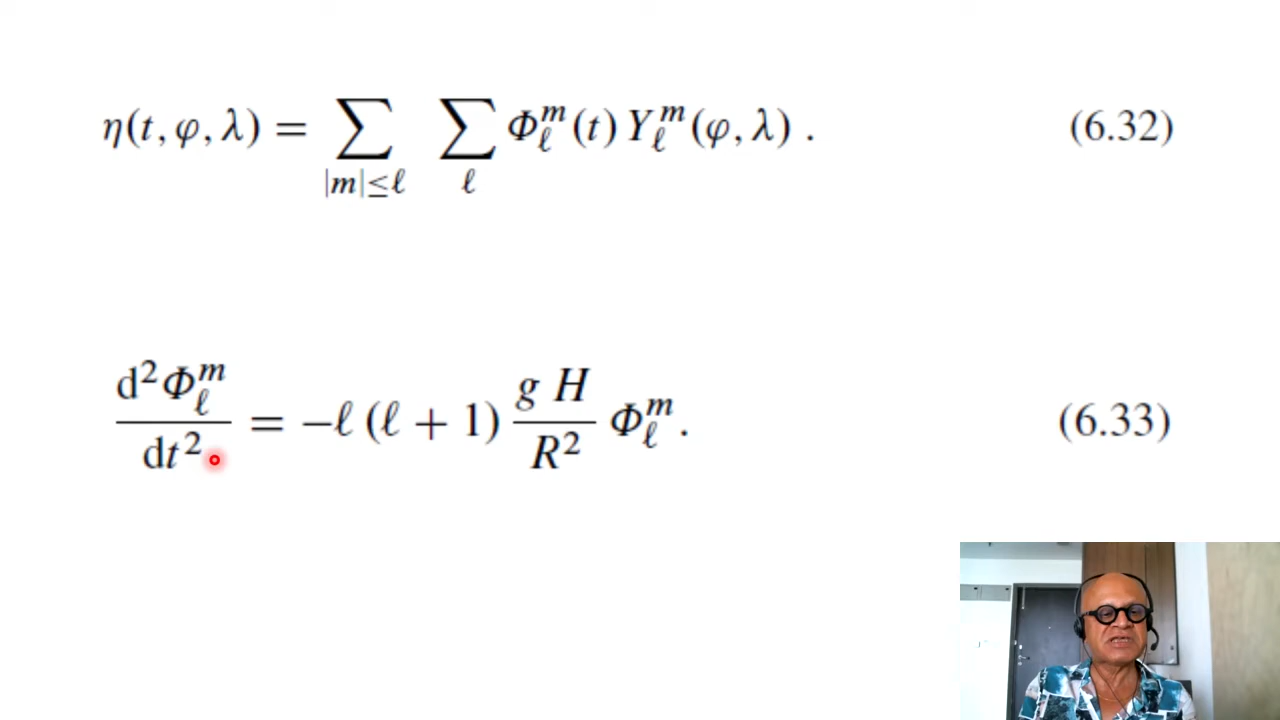 η(t, φ, λ) = ∑_{|m|≤ℓ} ∑_ℓ Φ_ℓ^m(t) Y_ℓ^m(φ, λ) . (6.32)
d²Φ_ℓ^m / dt² = −ℓ (ℓ + 1) g H / R² Φ_ℓ^m. (6.33)